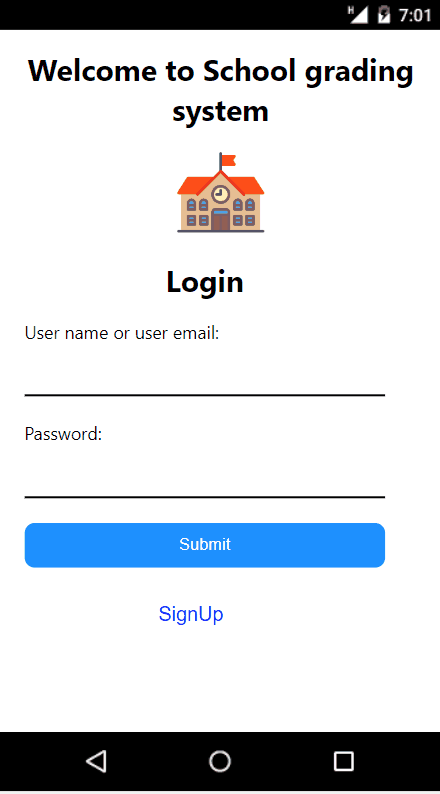 H 7:01
Welcome to School grading
system
Login
User name or user email:
Password:
Submit
SignUp